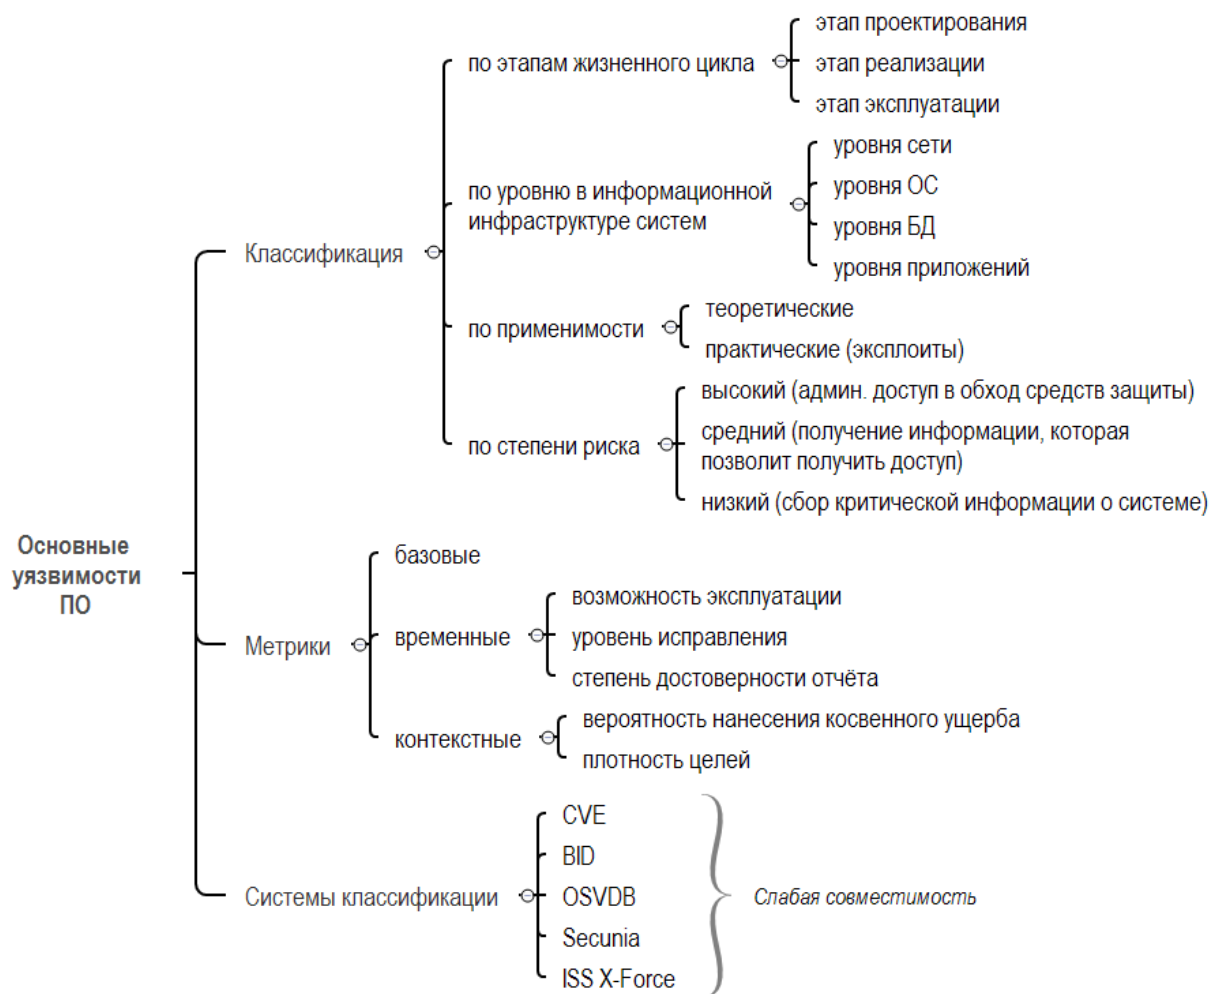 Основные
уязвимости
ПО
Классификация
по этапам жизненного цикла
этап проектирования
этап реализации
этап эксплуатации
по уровню в информационной
инфраструктуре систем
уровня сети
уровня ОС
уровня БД
уровня приложений
по применимости
теоретические
практические (эксплоиты)
по степени риска
высокий (админ. доступ в обход средств защиты)
средний (получение информации, которая
позволит получить доступ)
низкий (сбор критической информации о системе)
Метрики
базовые
временные
возможность эксплуатации
уровень исправления
степень достоверности отчёта
контекстные
вероятность нанесения косвенного ущерба
плотность целей
Системы классификации
CVE
BID
OSVDB
Secunia
ISS X-Force
Слабая совместимость